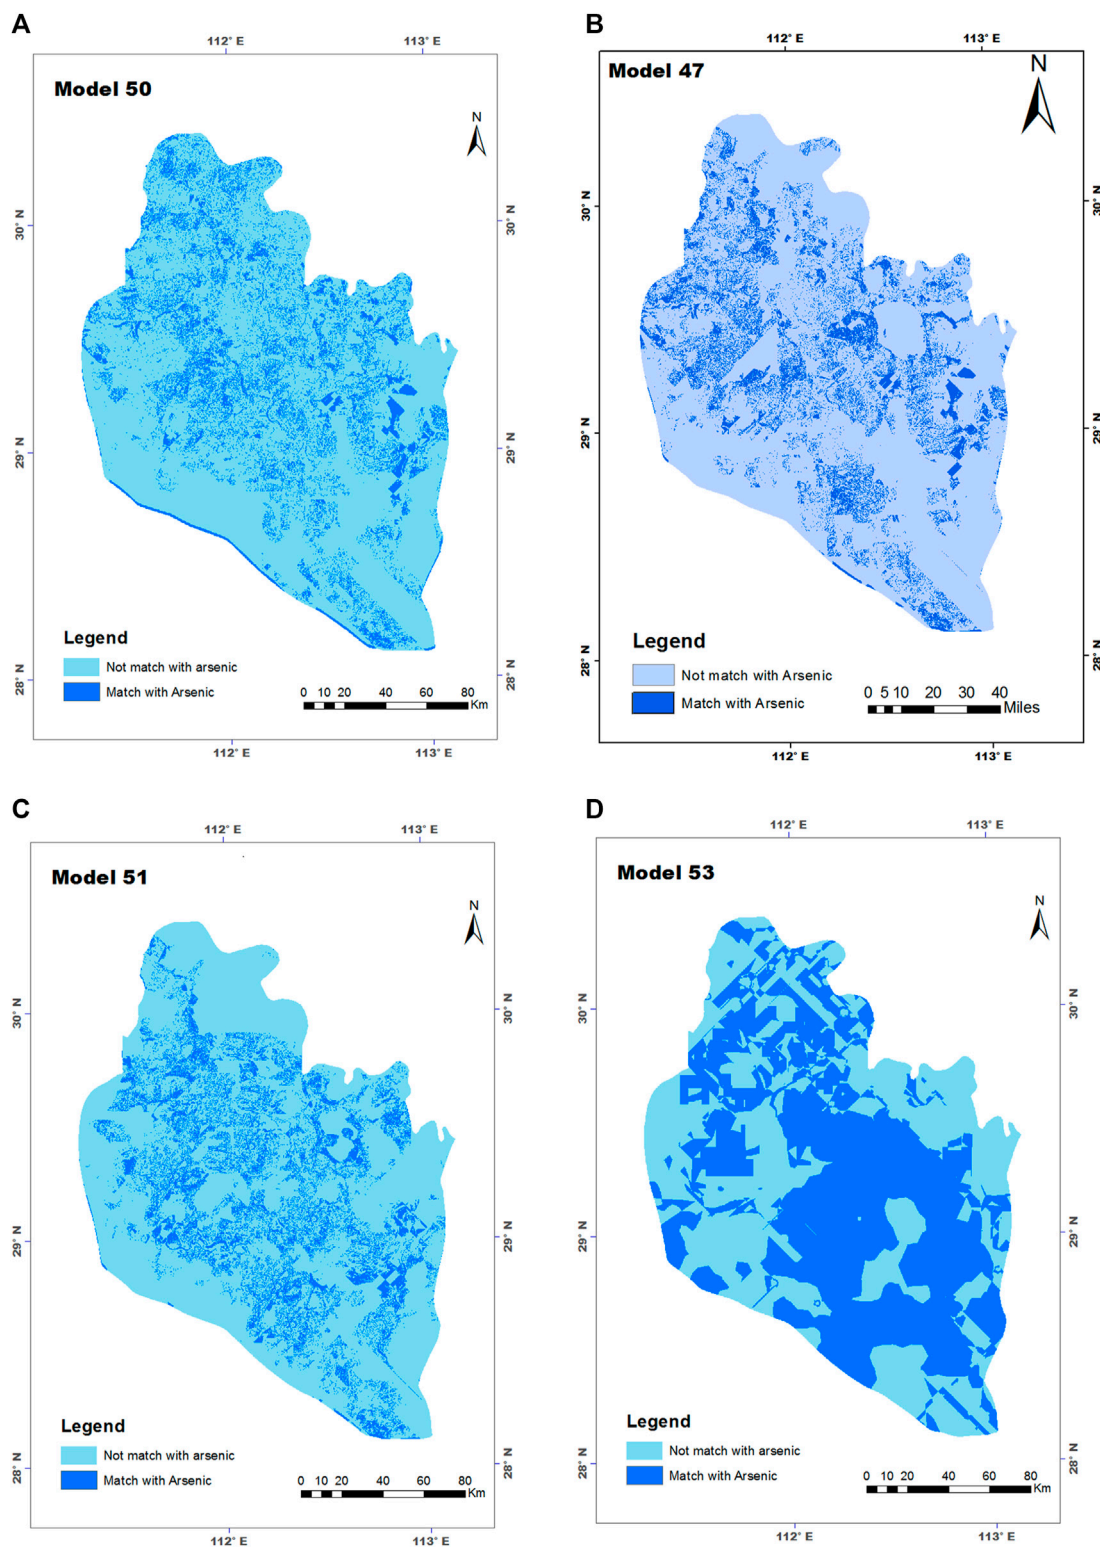 A
112° E 113° E
Model 50
N
30° N 30° N
29° N 29° N
28° N 28° N
Legend
Not match with arsenic
Match with Arsenic
0 10 20 40 60 80
Km
112° E 113° E
B
112° E 113° E
Model 47
N
30° N 30° N
29° N 29° N
28° N 28° N
Legend
Not match with Arsenic
Match with Arsenic
0 5 10 20 30 40
Miles
112° E 113° E
C
112° E 113° E
Model 51
N
30° N 30° N
29° N 29° N
28° N 28° N
Legend
Not match with arsenic
Match with Arsenic
0 10 20 40 60 80
Km
112° E 113° E
D
112° E 113° E
Model 53
N
30° N 30° N
29° N 29° N
28° N 28° N
Legend
Not match with arsenic
Match with Arsenic
0 10 20 40 60 80
Km
112° E 113° E